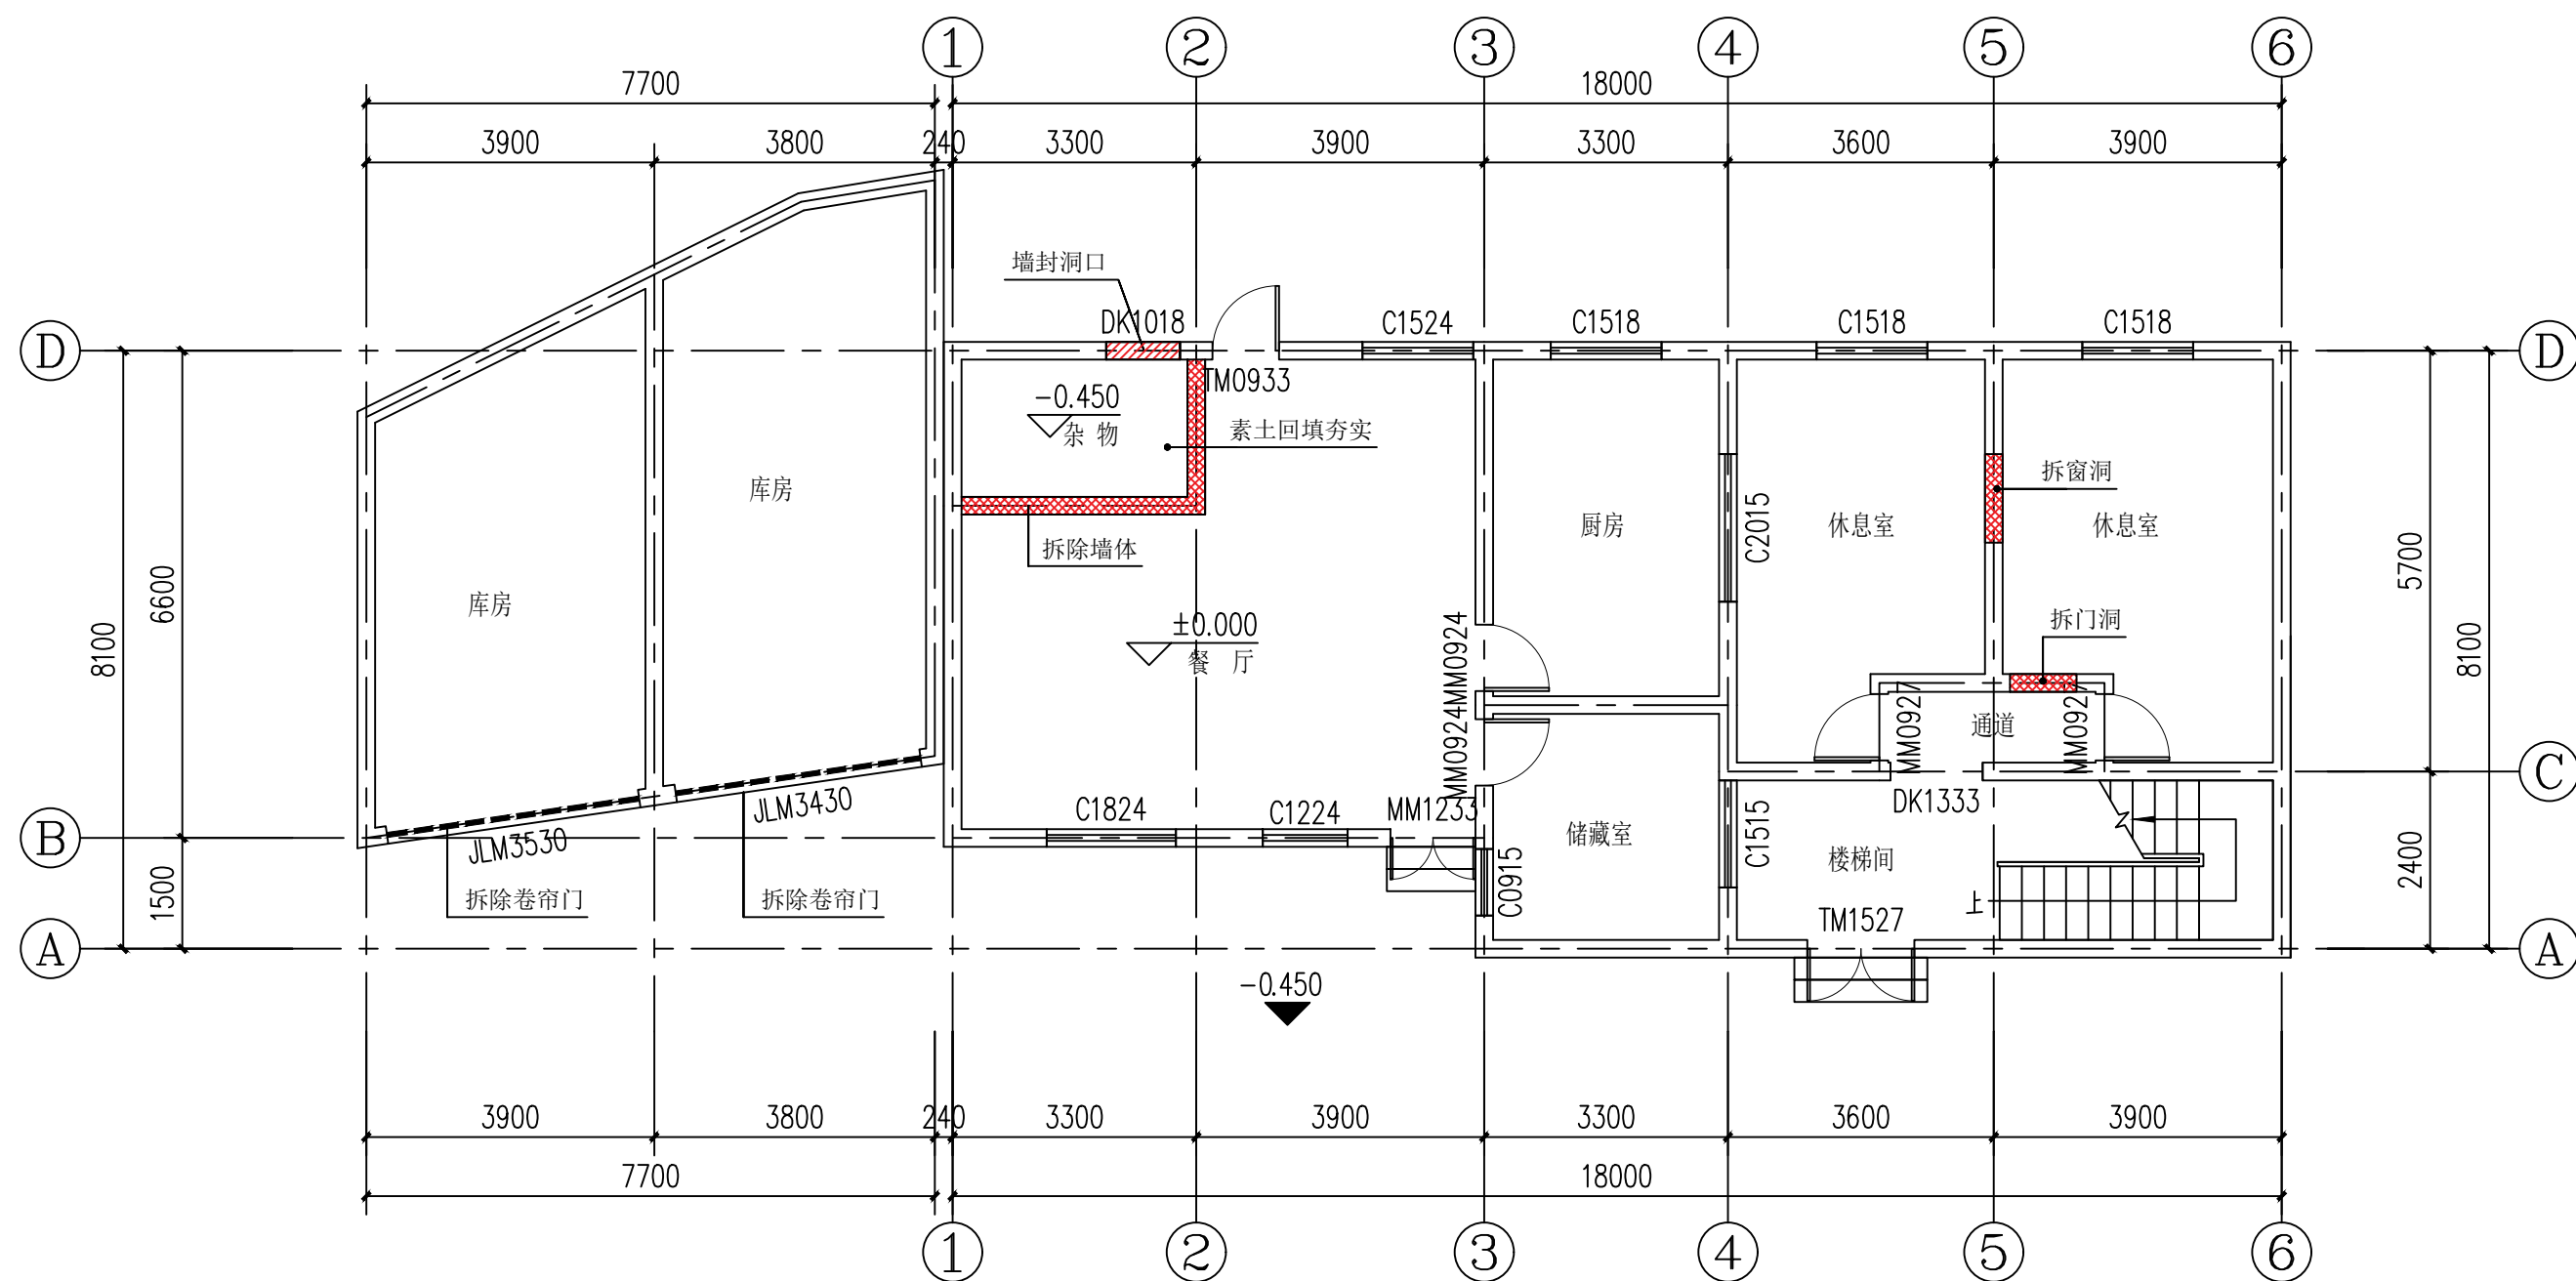 1 2 3 4 5 6
7700 18000
3900 3800 240 3300 3900 3300 3600 3900
墙封洞口
DK1018 C1524 C1518 C1518 C1518
D D
TM0933
-0.450
杂 物
素土回填夯实
拆窗洞
库房
厨房 休息室 休息室
C2015
拆除墙体
5700
6600
库房
±0.000
餐 厅
拆门洞
8100 8100
MM0924 MM0924
MM0927 MM0927
通道
C C
JLM3430
C1824 C1224 MM1233
DK1333
B
JLM3530
储藏室
C1515
楼梯间
2400
1500
拆除卷帘门 拆除卷帘门
C0915
上
TM1527
A A
-0.450
3900 3800 240 3300 3900 3300 3600 3900
7700 18000
1 2 3 4 5 6